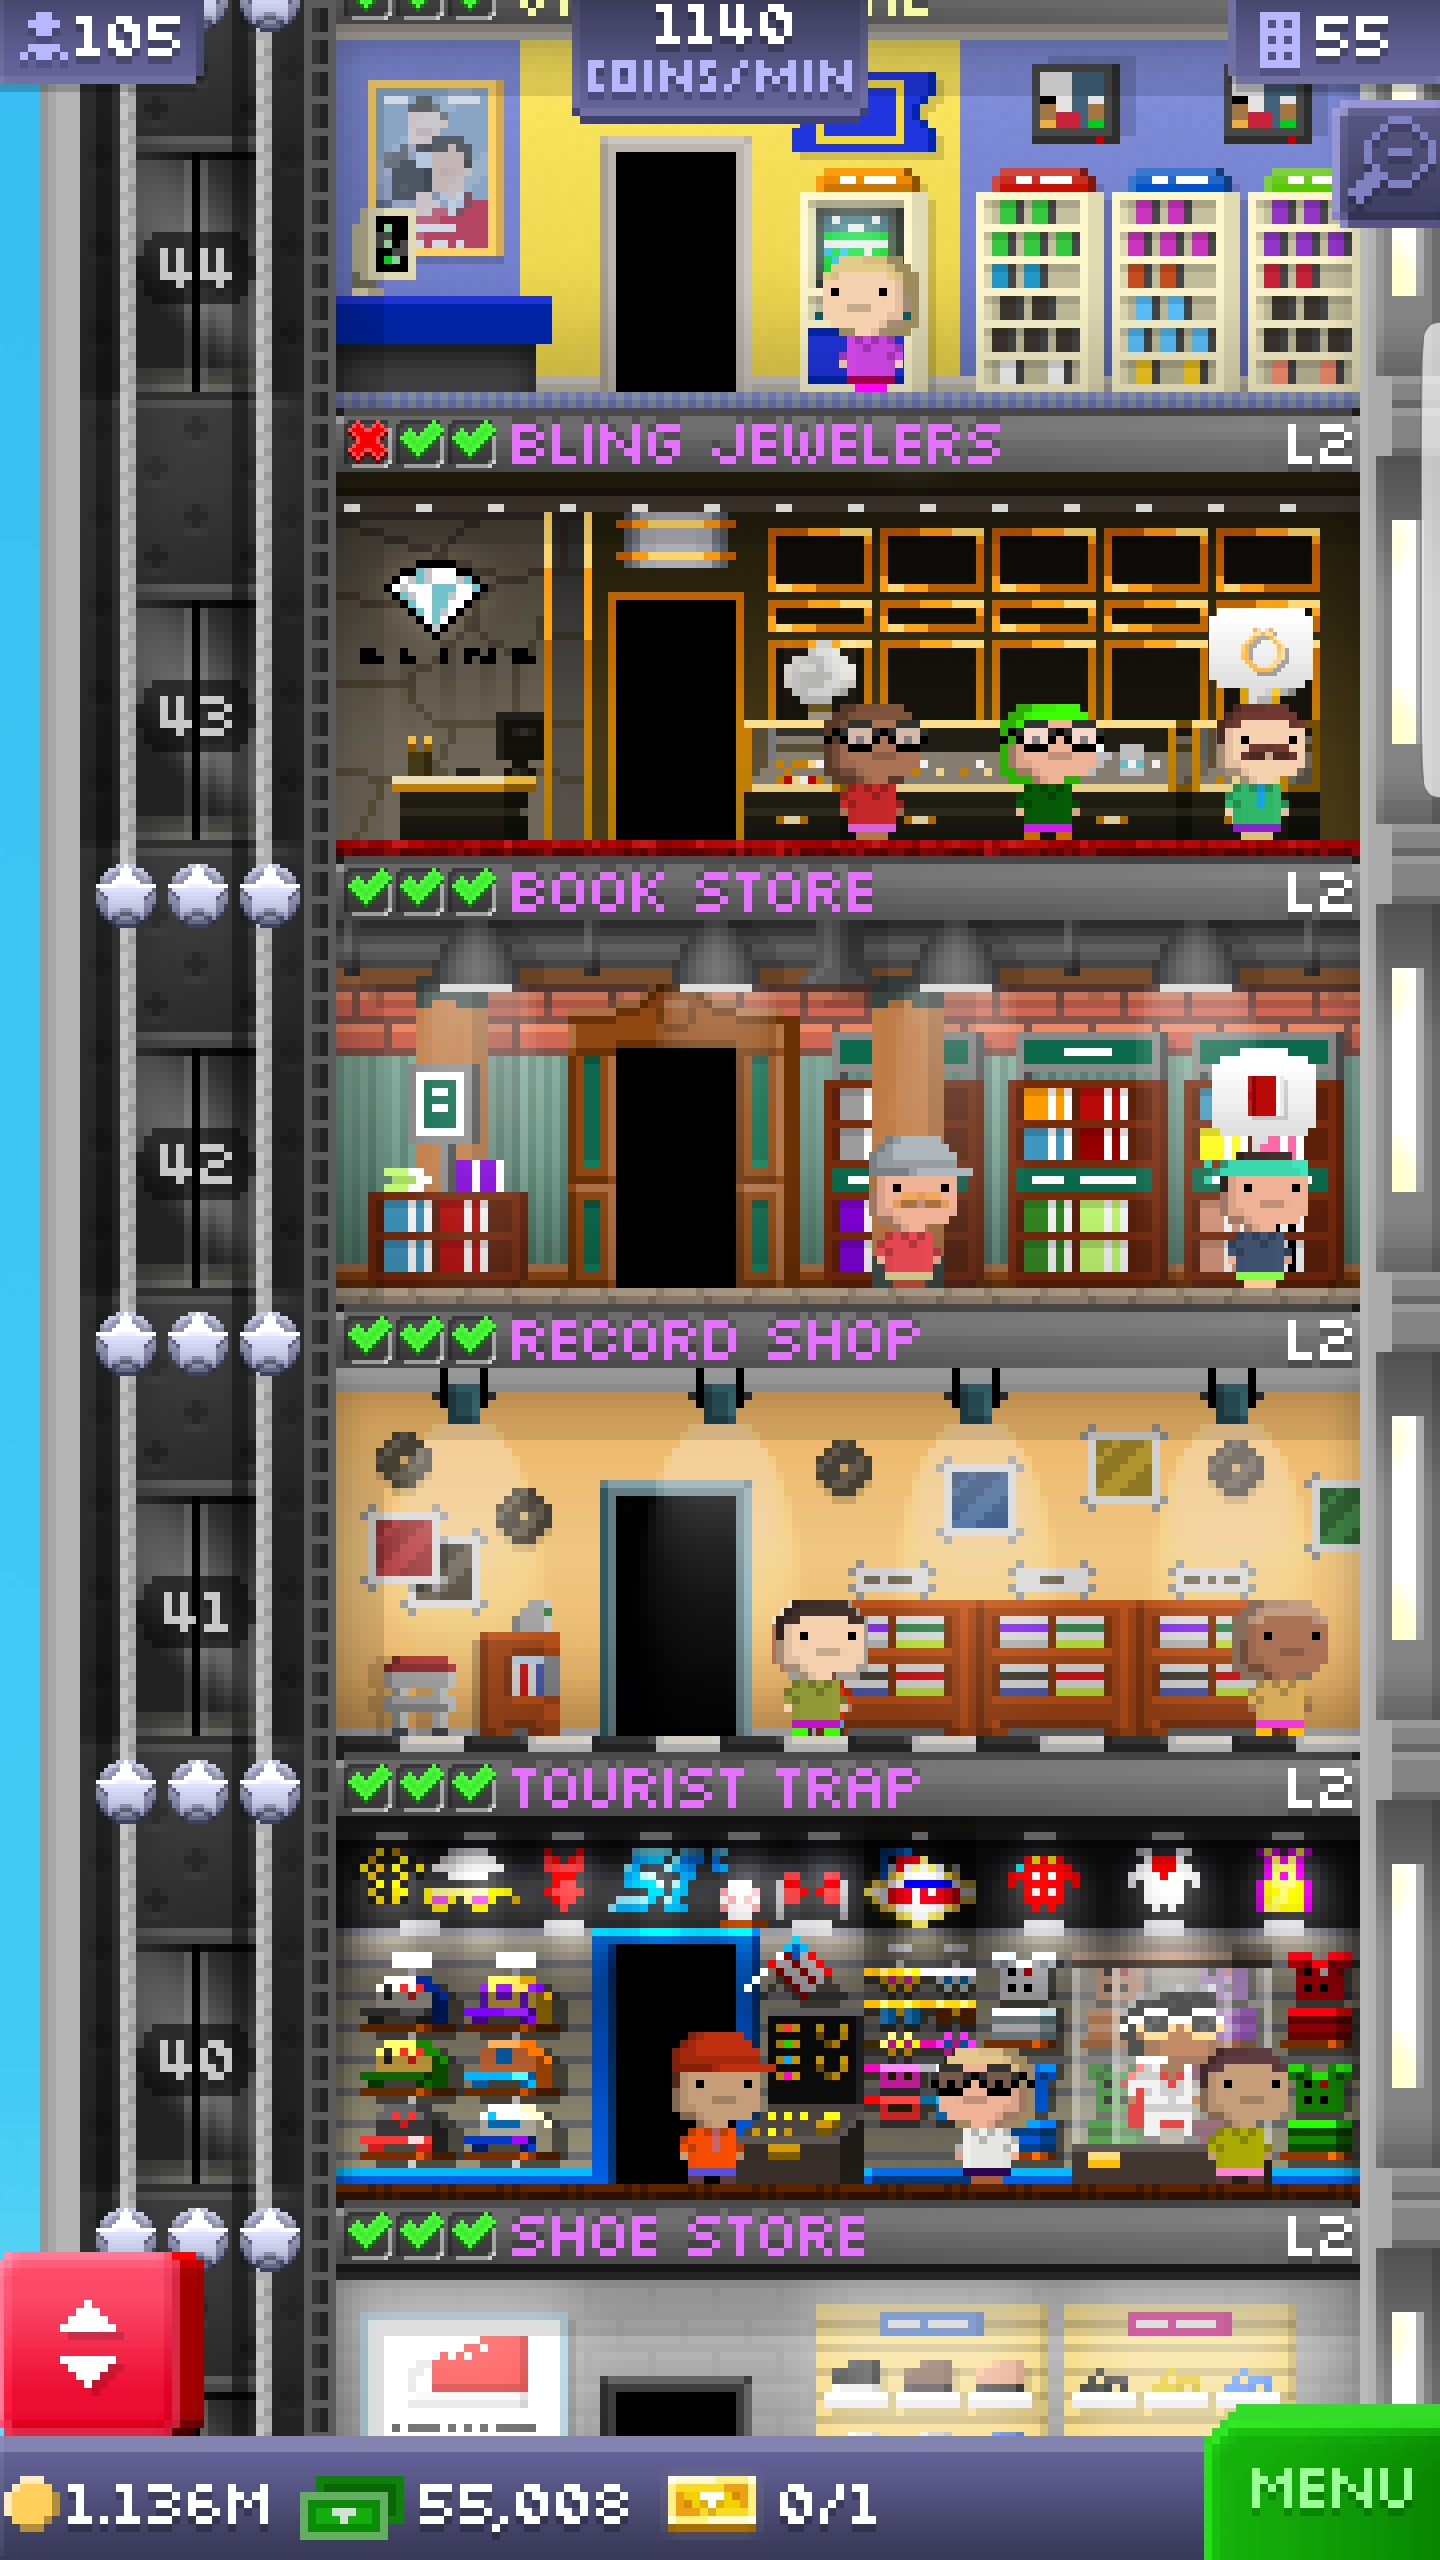 105
1140
COINS/MIN
55
44
BLING JEWELERS L2
BLING
43
BOOK STORE L2
42
RECORD SHOP L2
41
TOURIST TRAP L2
40
SHOE STORE L2
1.136M 55,008 0/1
MENU